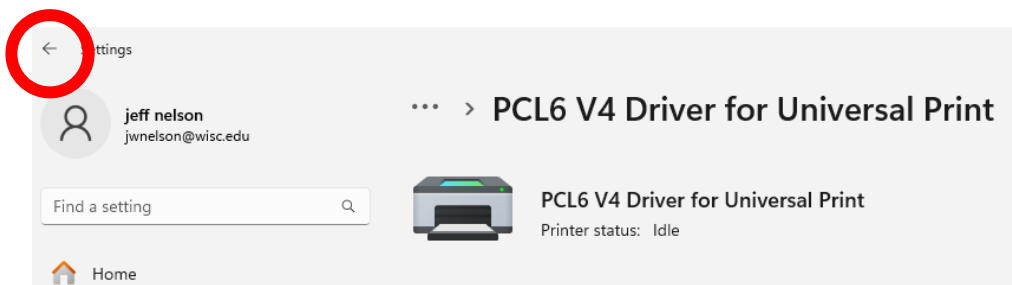 Settings
jeff nelson
jwnelson@wisc.edu
Find a setting
Home
... > PCL6 V4 Driver for Universal Print
PCL6 V4 Driver for Universal Print
Printer status: Idle